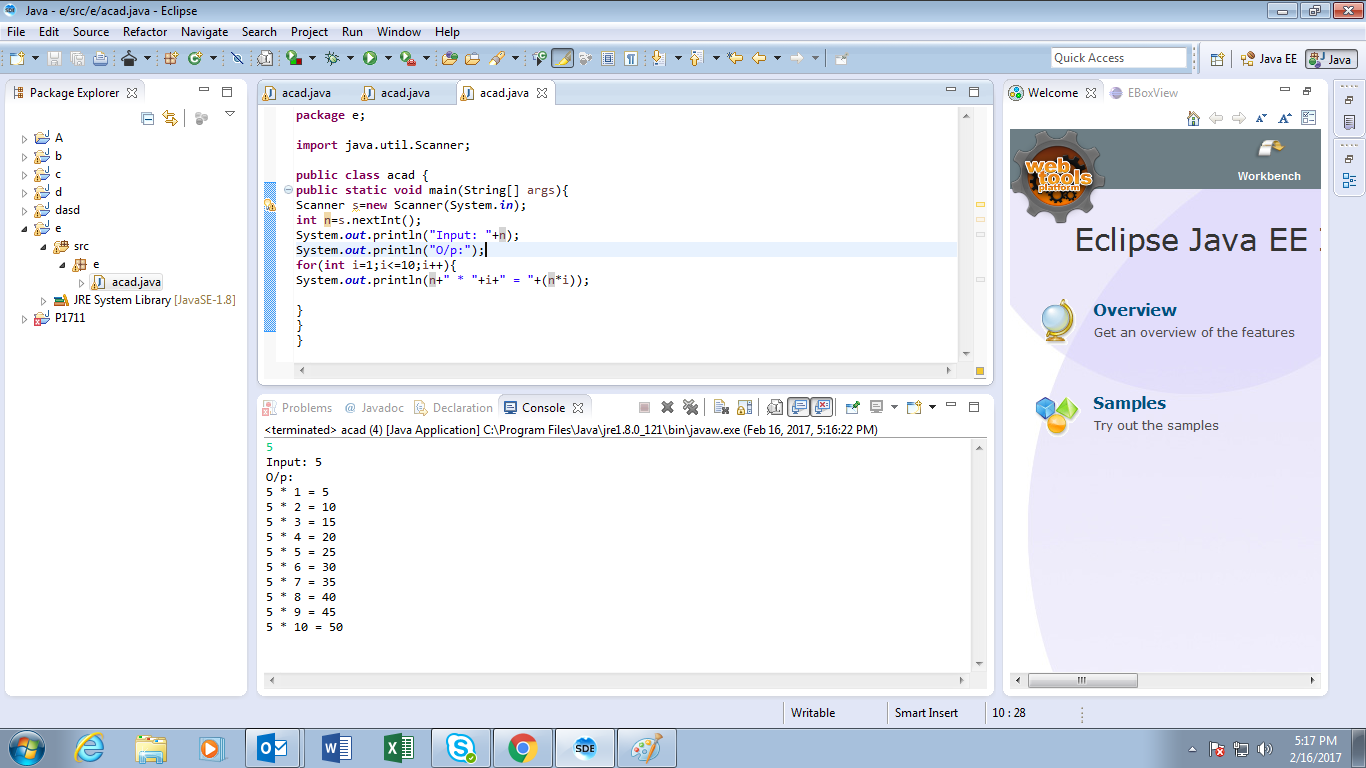 Java - e/src/e/acad.java - Eclipse
File Edit Source Refactor Navigate Search Project Run Window Help
Quick Access
Java EE
Java
Package Explorer
A
b
c
d
dasd
e
src
e
acad.java
JRE System Library [JavaSE-1.8]
P1711
acad.java acad.java acad.java
package e;
import java.util.Scanner;
public class acad {
public static void main(String[] args){
Scanner s=new Scanner(System.in);
int n=s.nextInt();
System.out.println("Input: "+n);
System.out.println("O/p:");
for(int i=1;i<=10;i++){
System.out.println(n+" * "+i+" = "+(n*i));
}
}
}
Problems @ Javadoc Declaration Console
<terminated> acad (4) [Java Application] C:\Program Files\Java\jre1.8.0_121\bin\javaw.exe (Feb 16, 2017, 5:16:22 PM)
5
Input: 5
O/p:
5 * 1 = 5
5 * 2 = 10
5 * 3 = 15
5 * 4 = 20
5 * 5 = 25
5 * 6 = 30
5 * 7 = 35
5 * 8 = 40
5 * 9 = 45
5 * 10 = 50
Welcome
EBoxView
web
tools
platform
Workbench
Eclipse Java EE
Overview
Get an overview of the features
Samples
Try out the samples
Writable
Smart Insert
10 : 28
SDE
5:17 PM
2/16/2017